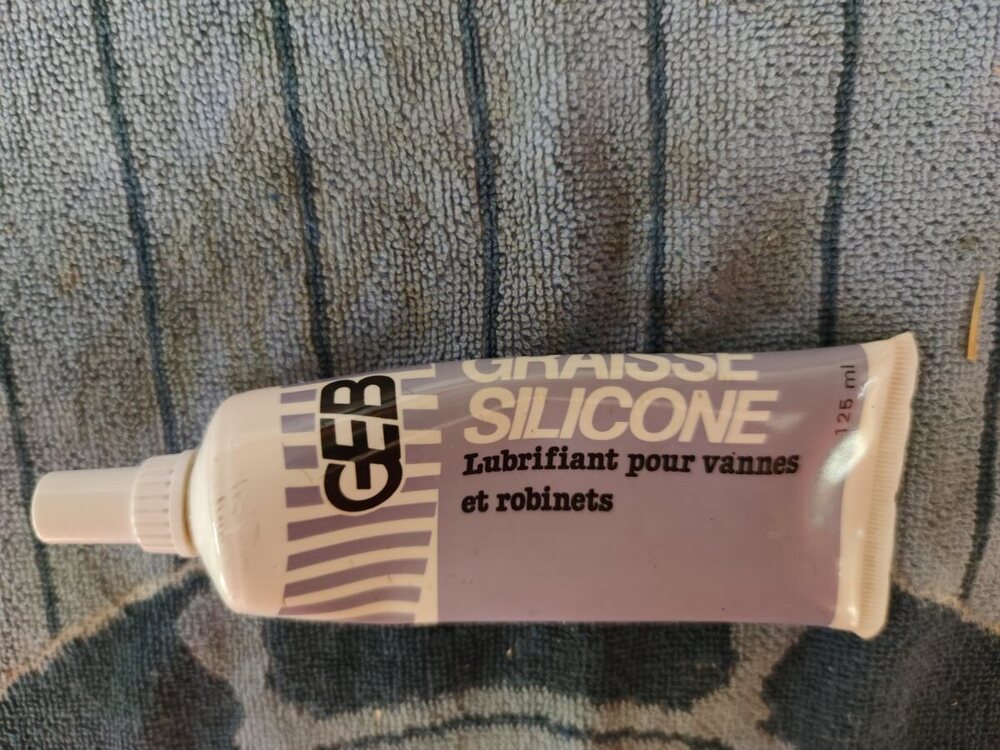 GEB
GRAISSE
SILICONE
Lubrifiant pour vannes
et robinets
125 ml